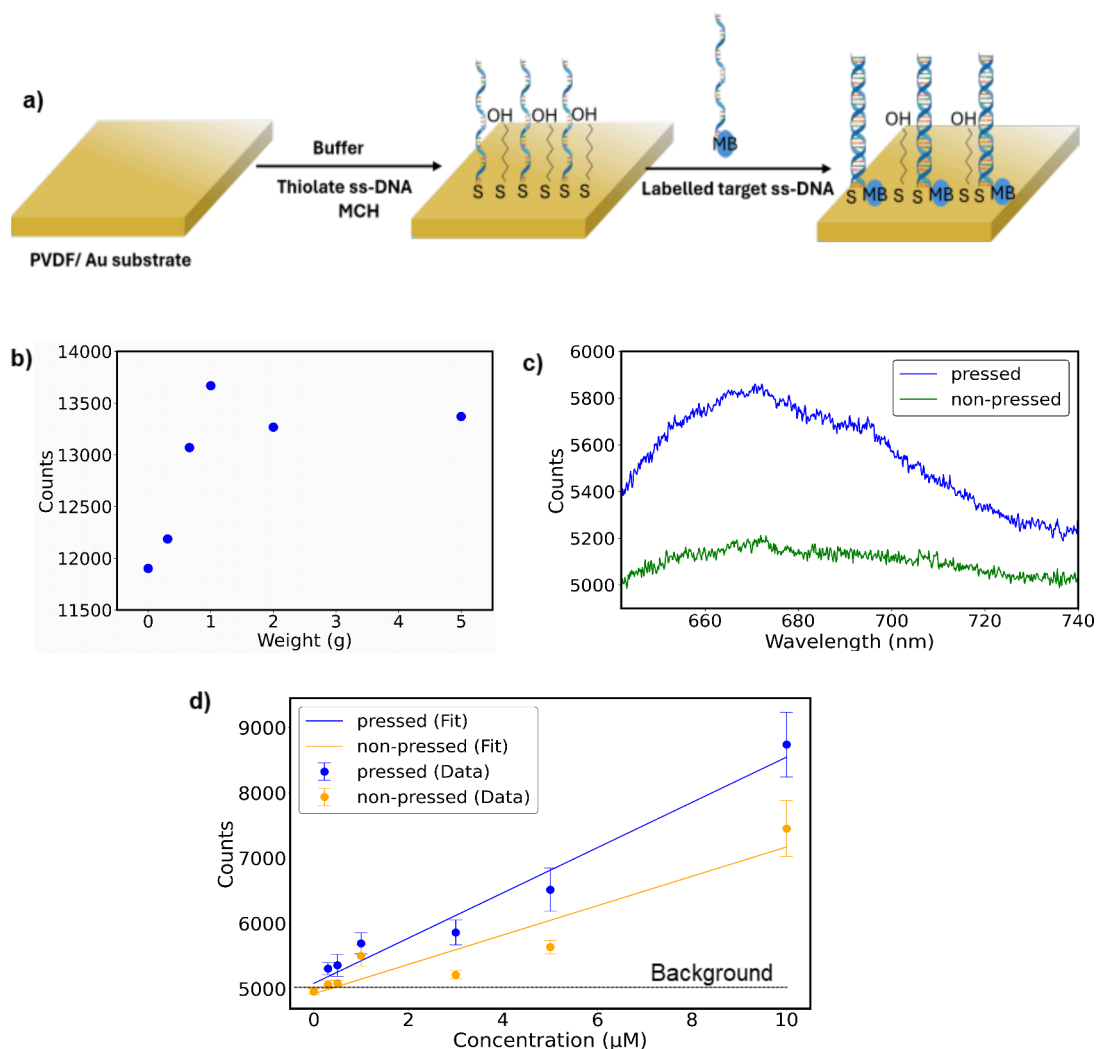 a)
OH OH OH
S S S S S S
Buffer
Thiolate ss-DNA
MCH
PVDF/ Au substrate
MB
Labelled target ss-DNA
OH OH
S MB S S MB S S MB
b)
14000
13500
13000
12500
12000
11500
Counts
0 1 2 3 4 5
Weight (g)
c)
6000
5800
5600
5400
5200
5000
Counts
pressed
non-pressed
660 680 700 720 740
Wavelength (nm)
d)
9000
8000
7000
6000
5000
Counts
pressed (Fit)
non-pressed (Fit)
pressed (Data)
non-pressed (Data)
Background
0 2 4 6 8 10
Concentration (μM)